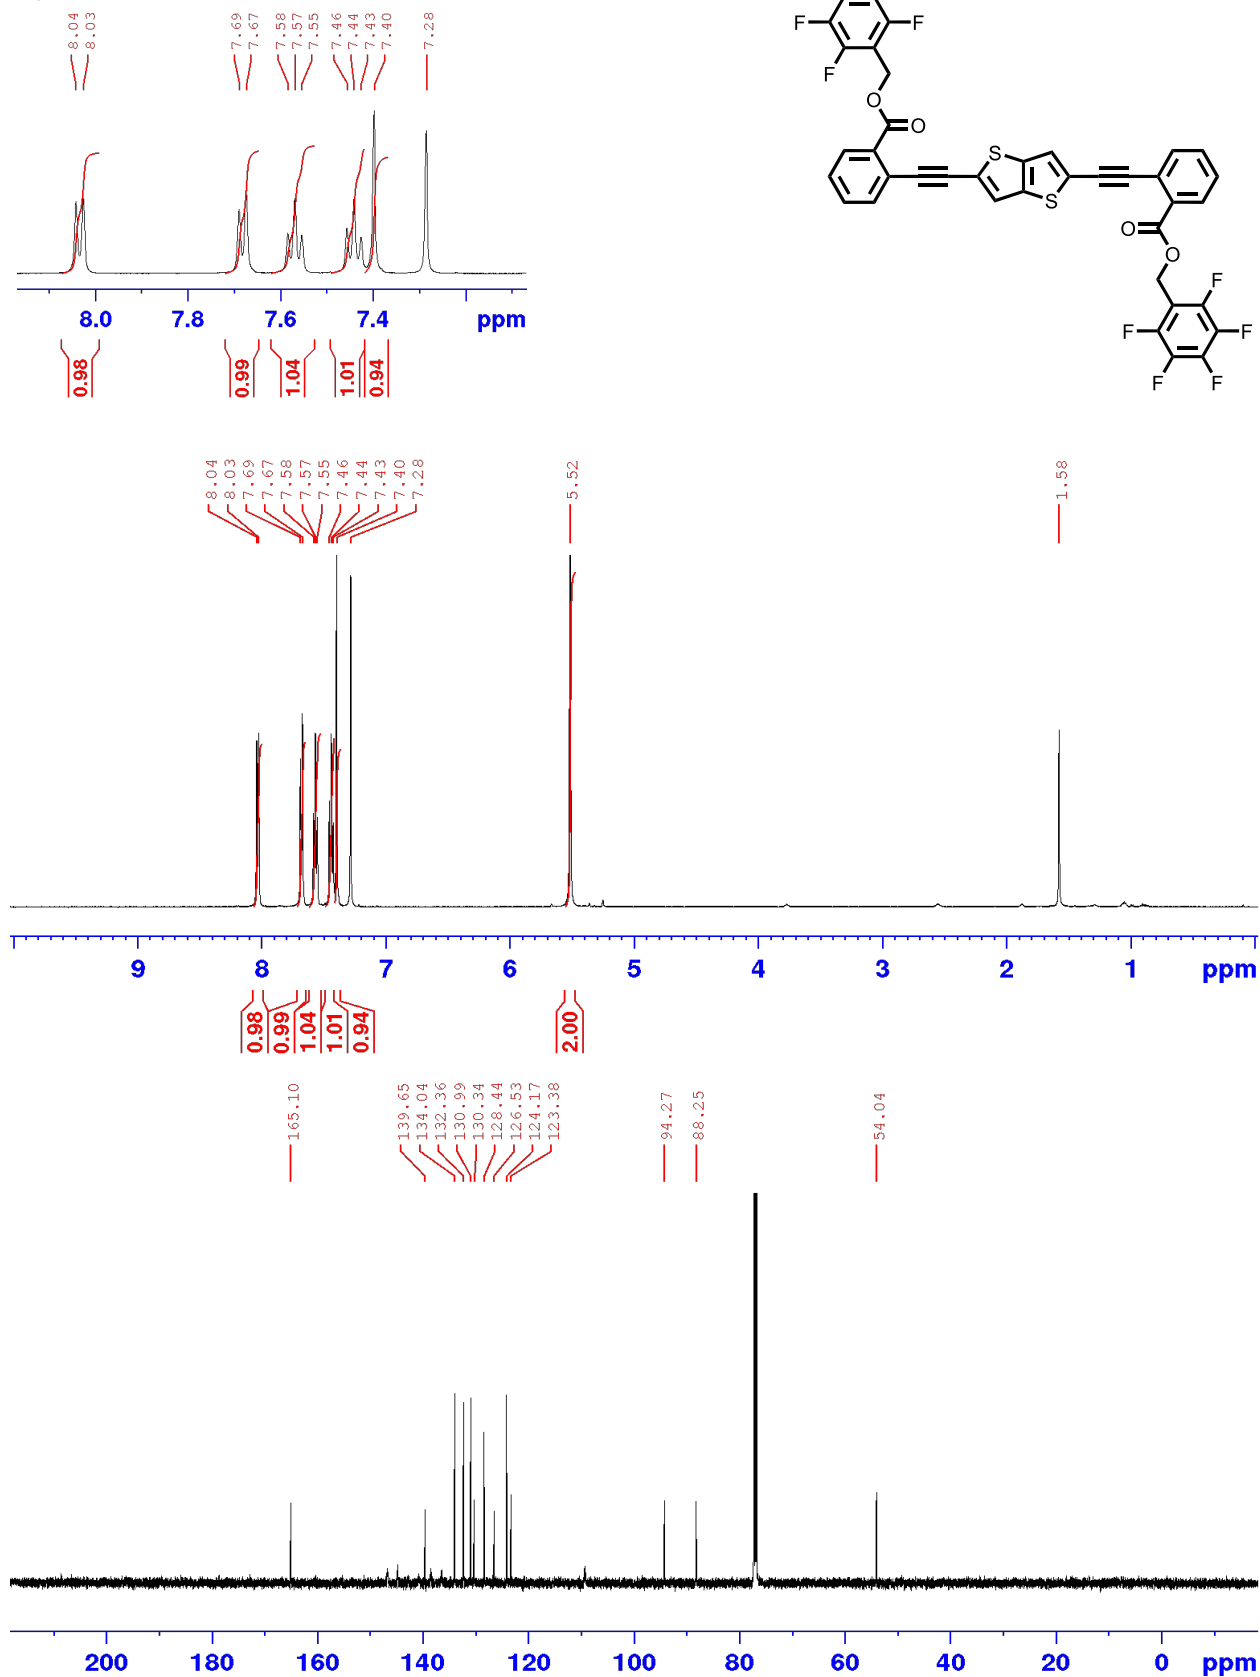 8.04
8.03
7.69
7.67
7.58
7.57
7.55
7.46
7.44
7.43
7.40
7.28
F
F
F
O
O
S
S
O
O
F
F
F
F
F
8.0 7.8 7.6 7.4 ppm
0.98
0.99
1.04
1.01
0.94
8.04
8.03
7.69
7.67
7.58
7.57
7.55
7.46
7.44
7.43
7.40
7.28
5.52
1.58
9 8 7 6 5 4 3 2 1 ppm
0.98
0.99
1.04
1.01
0.94
2.00
165.10
139.65
134.04
132.36
130.99
130.34
128.44
126.53
124.17
123.38
94.27
88.25
54.04
200 180 160 140 120 100 80 60 40 20 0 ppm